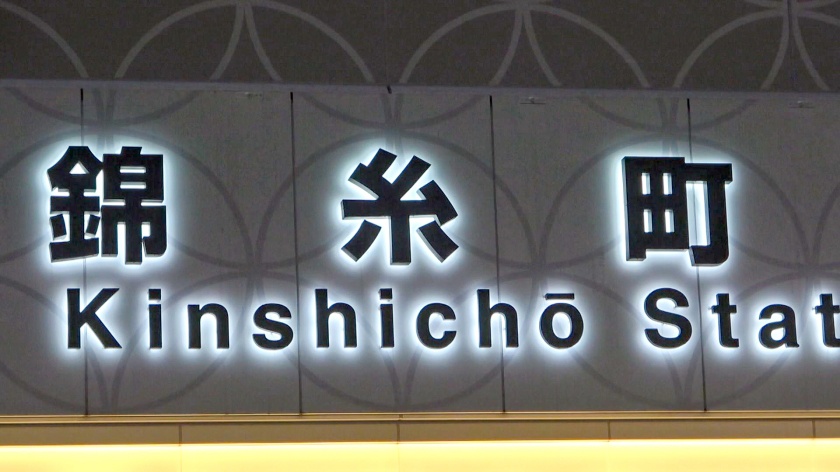 錦糸町
Kinshichō Stat